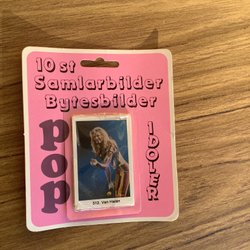 10 st
Samlarbilder
Bytesbilder
POP
IDOLER
512. Van Halen